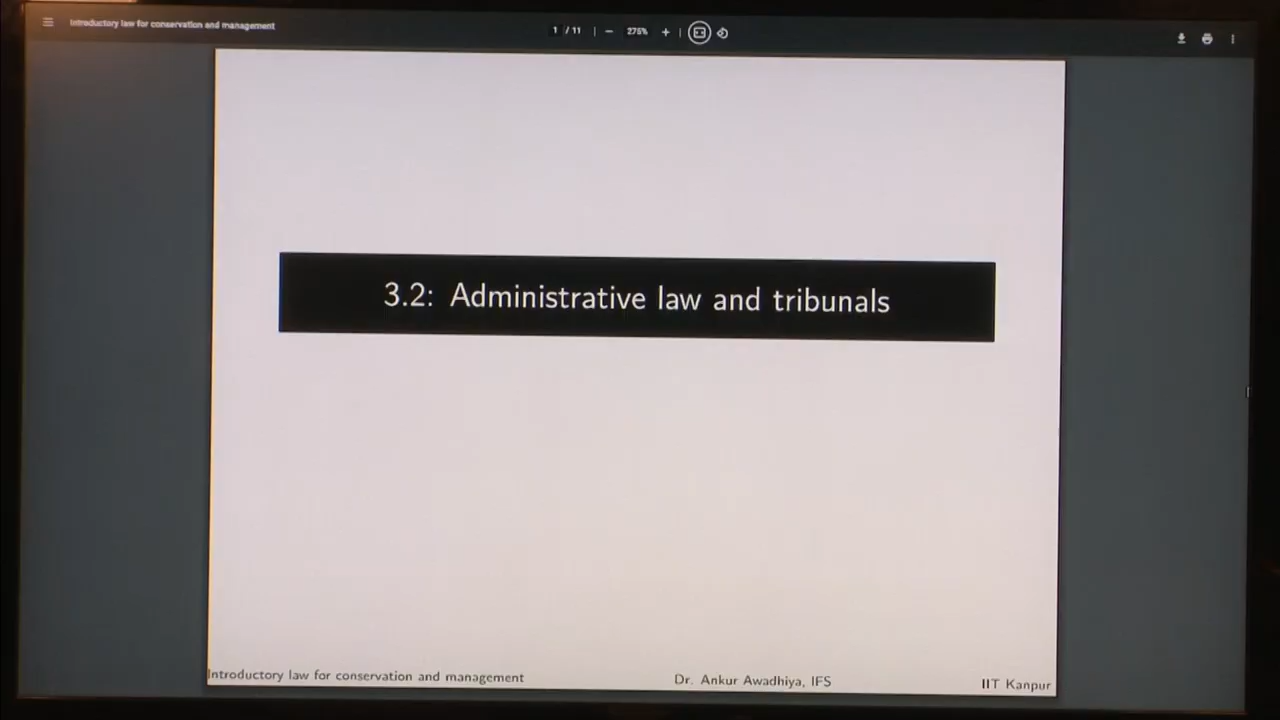 Introductory law for conservation and management
1 / 11 | − 275% + |
3.2: Administrative law and tribunals
Introductory law for conservation and management Dr. Ankur Awadhiya, IFS IIT Kanpur